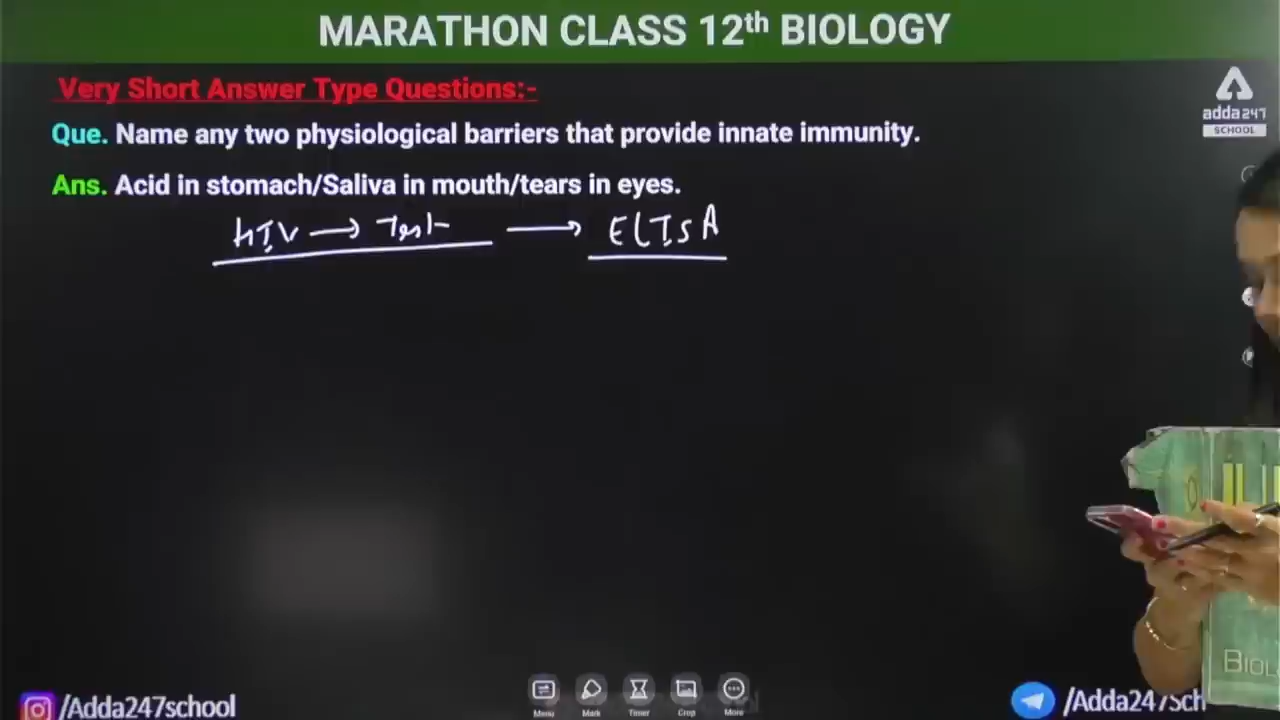 MARATHON CLASS 12th BIOLOGY
Very Short Answer Type Questions:-
adda247
SCHOOL
Que. Name any two physiological barriers that provide innate immunity.
Ans. Acid in stomach/Saliva in mouth/tears in eyes.
HIV → Test → ELISA
BIOL
Menu Mark Timer Crop More
/Adda247school
/Adda247Sch